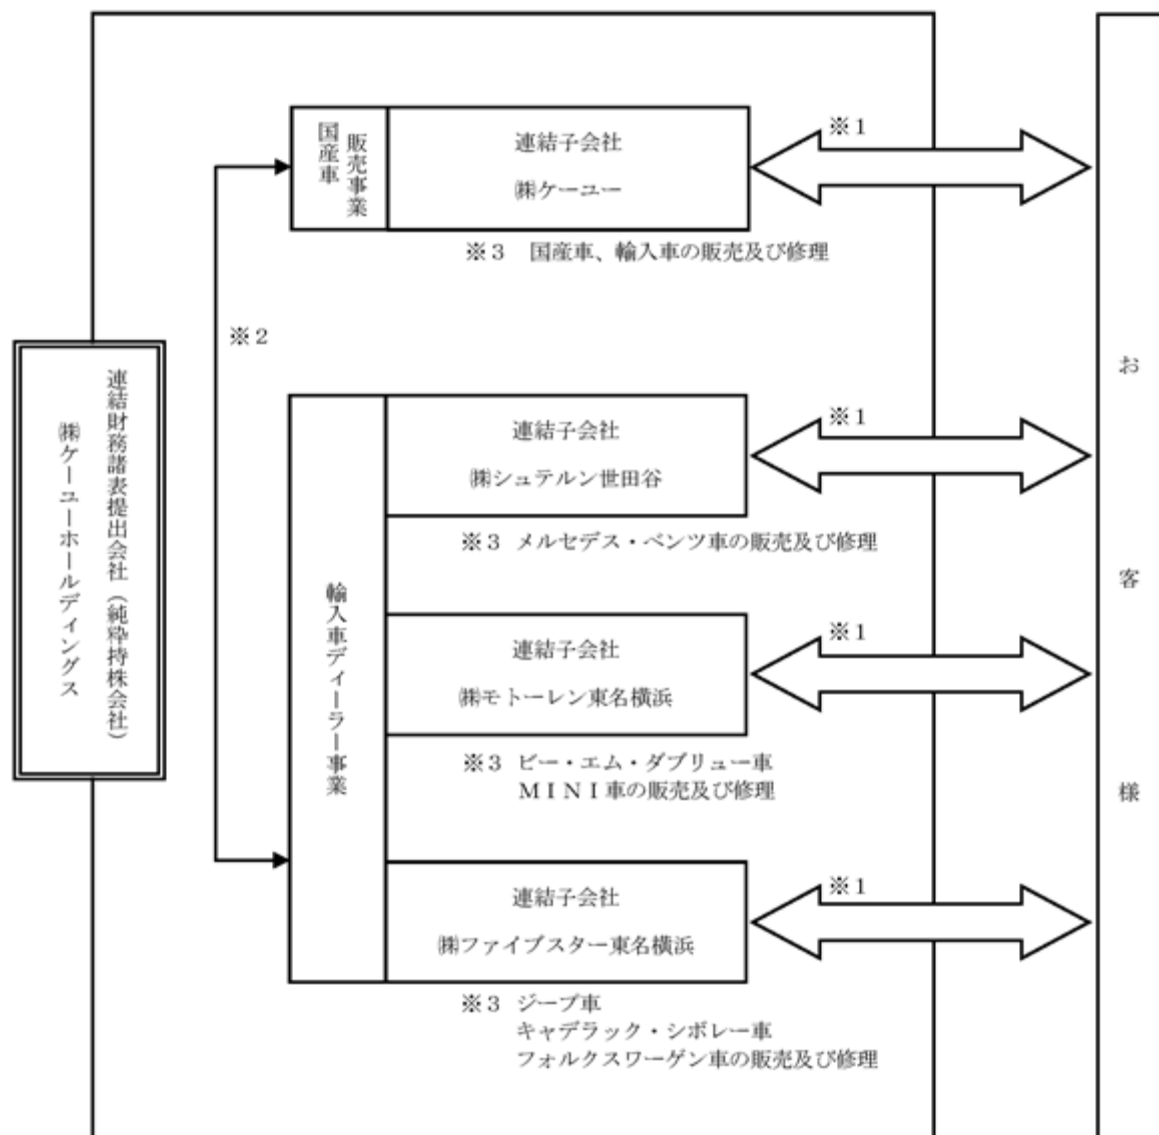 連結財務諸表提出会社（純粋持株会社）
㈱ケーユーホールディングス
※２
国産車
販売事業
連結子会社
㈱ケーユー
※１
※３　国産車、輸入車の販売及び修理
輸入車ディーラー事業
連結子会社
㈱シュテルン世田谷
※１
※３ メルセデス・ベンツ車の販売及び修理
連結子会社
㈱モトーレン東名横浜
※１
※３ ビー・エム・ダブリュー車
ＭＩＮＩ車の販売及び修理
連結子会社
㈱ファイブスター東名横浜
※１
※３ ジープ車
キャデラック・シボレー車
フォルクスワーゲン車の販売及び修理
お客様